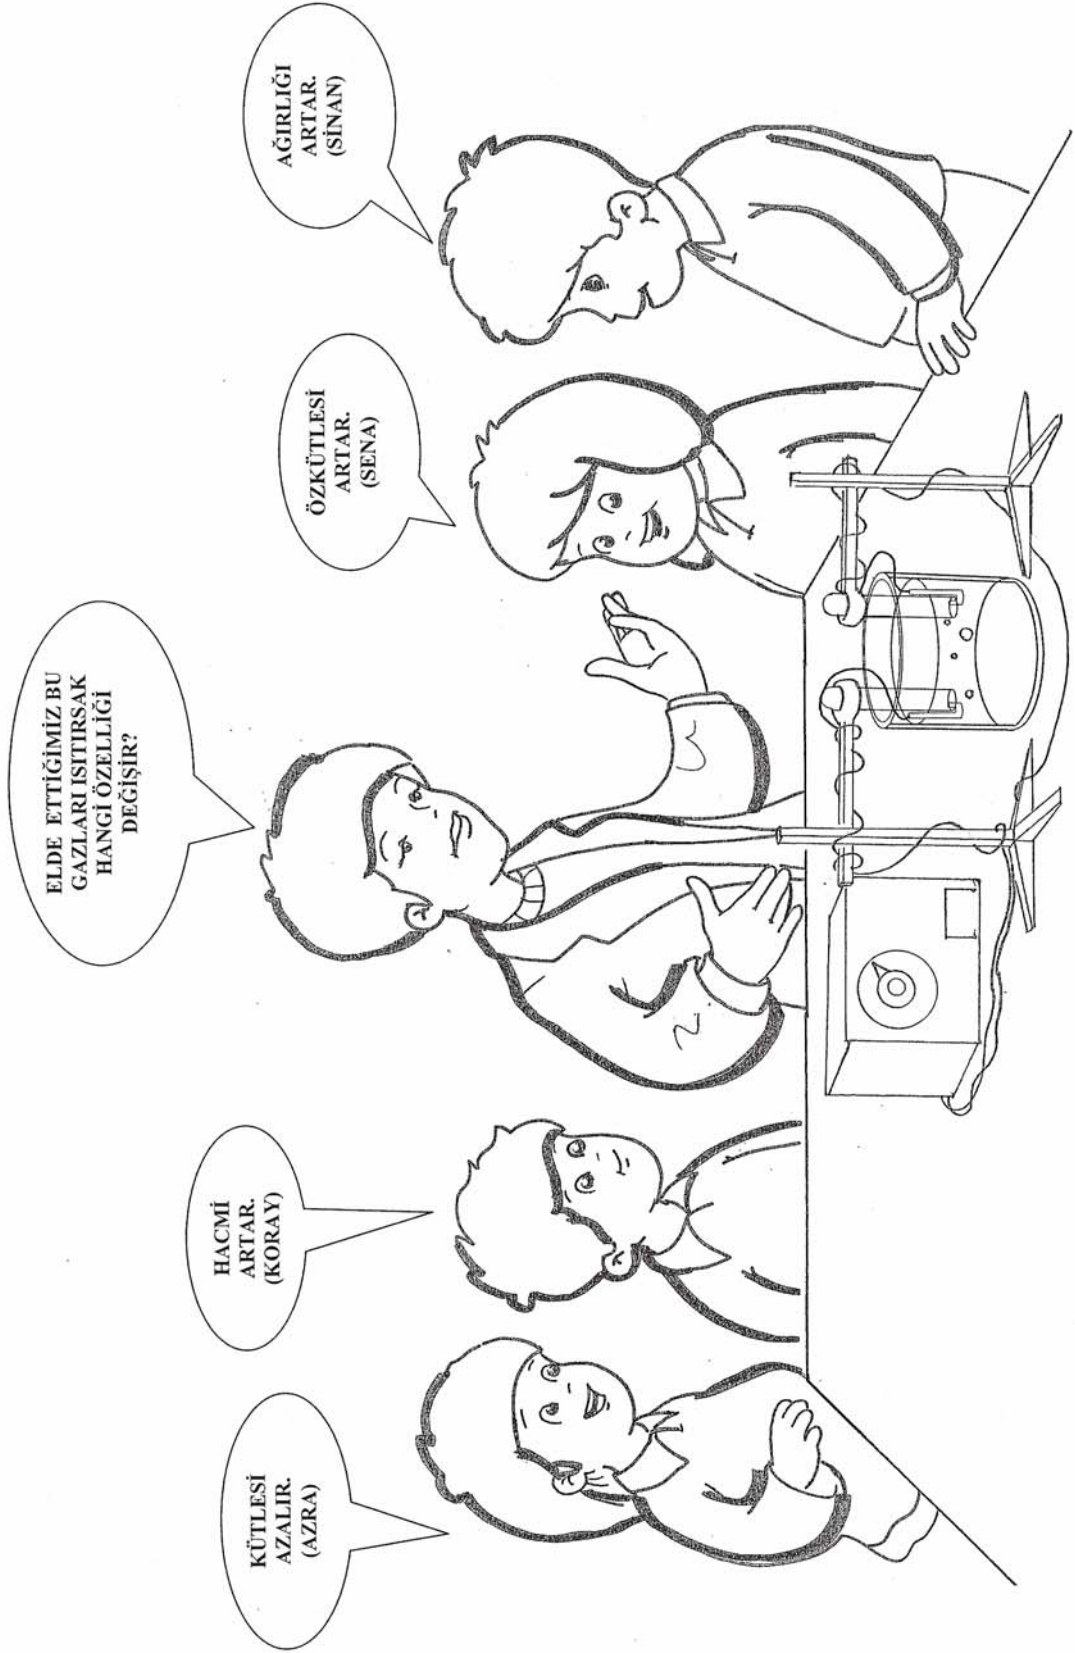 ELDE ETTİĞİMİZ BU
GAZLARI ISITIRSAK
HANGİ ÖZELLİĞİ
DEĞİŞİR?
KÜTLESİ
AZALIR.
(AZRA)
HACMİ
ARTAR.
(KORAY)
ÖZKÜTLESİ
ARTAR.
(SENA)
AĞIRLIĞI
ARTAR.
(SİNAN)